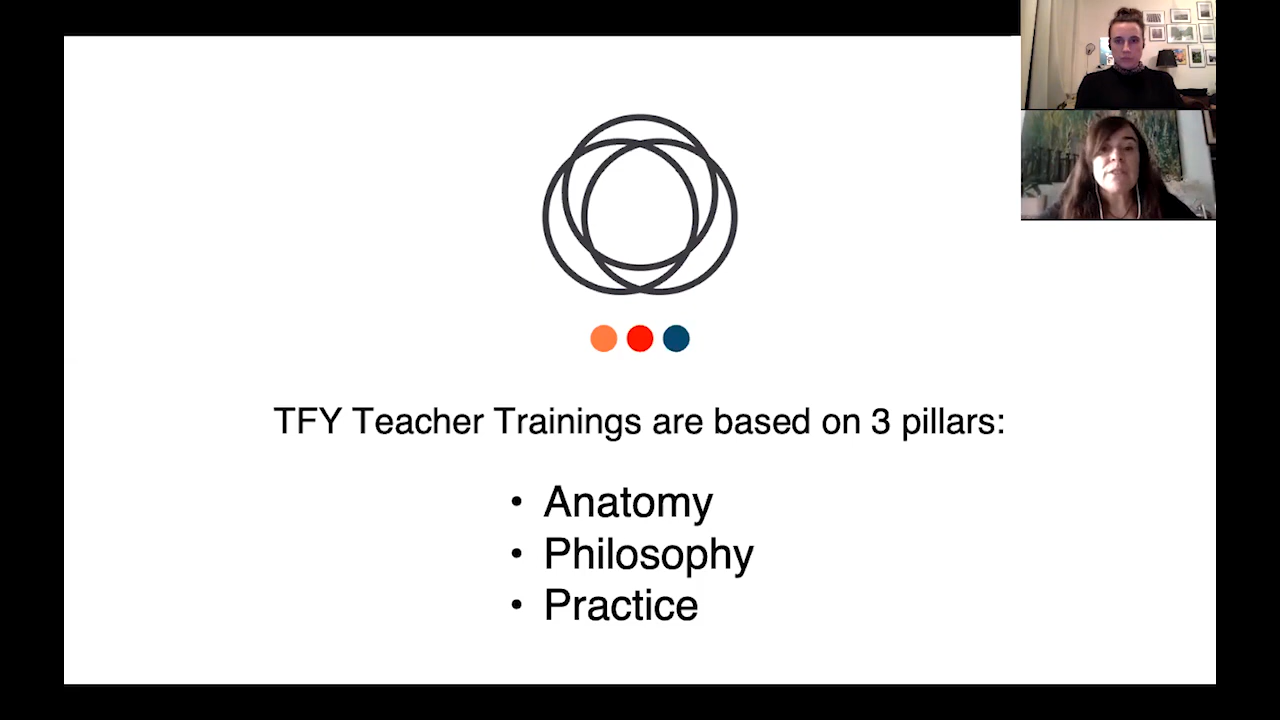 TFY Teacher Trainings are based on 3 pillars:
• Anatomy
• Philosophy
• Practice